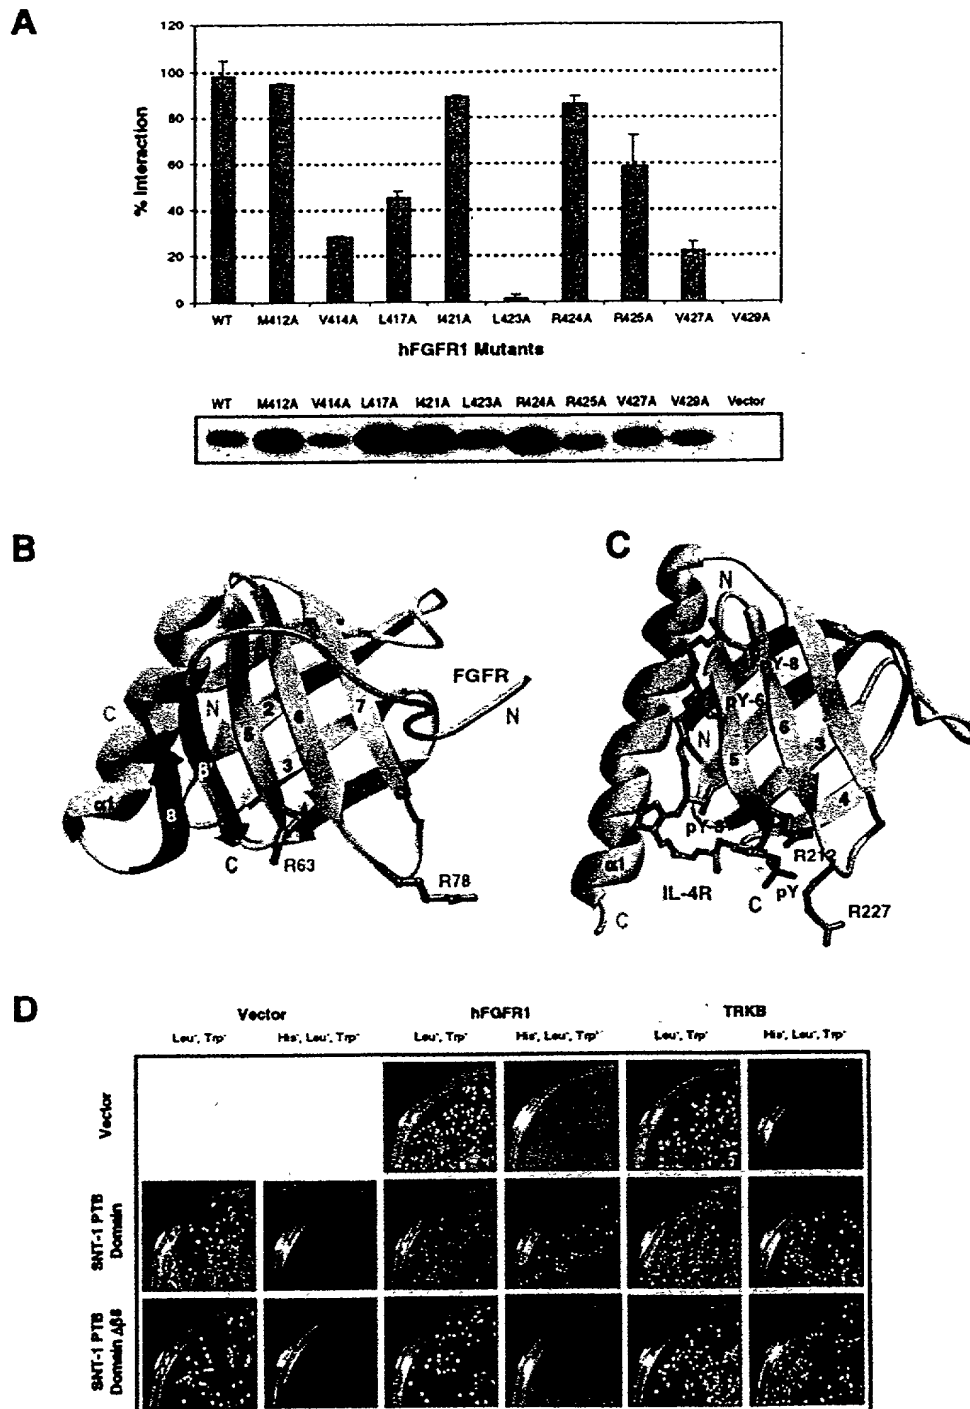 A
120
100
80
60
40
20
0
% Interaction
WT M412A V414A L417A I421A L423A R424A R425A V427A V429A
hFGFR1 Mutants
WT M412A V414A L417A I421A L423A R424A R425A V427A V429A Vector
B
FGFR
N
C
N
2
5
6
7
3
β'
8
α1
C
R63
R78
C
N
pY-8
pY-6
N
5
6
3
4
α1
R212
IL-4R
C
pY
R227
C
D
Vector hFGFR1 TRKB
Leu-, Trp- His-, Leu-, Trp- Leu-, Trp- His-, Leu-, Trp- Leu-, Trp- His-, Leu-, Trp-
Vector
SNT-1 PTB
Domain
SNT-1 PTB
Domain Δβ8